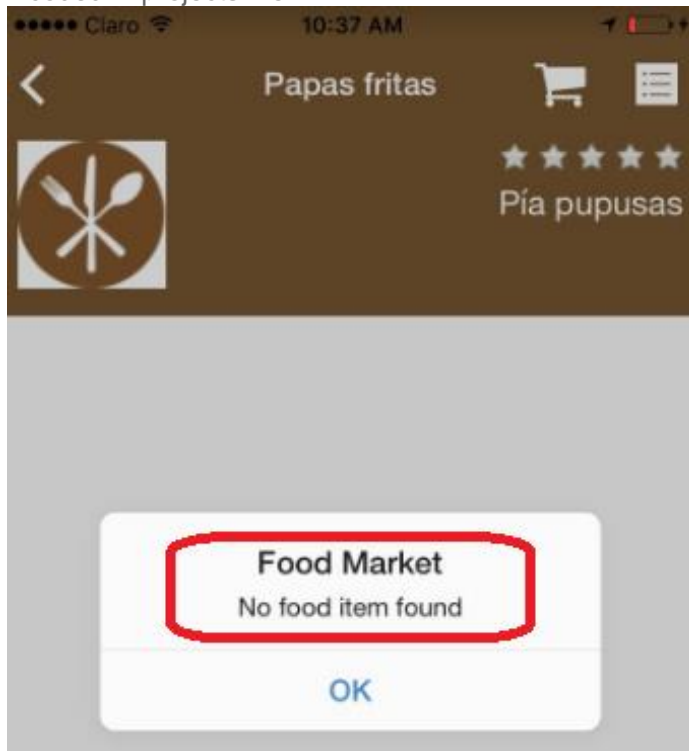 Claro 10:37 AM
Papas fritas
Pía pupusas
Food Market
No food item found
OK